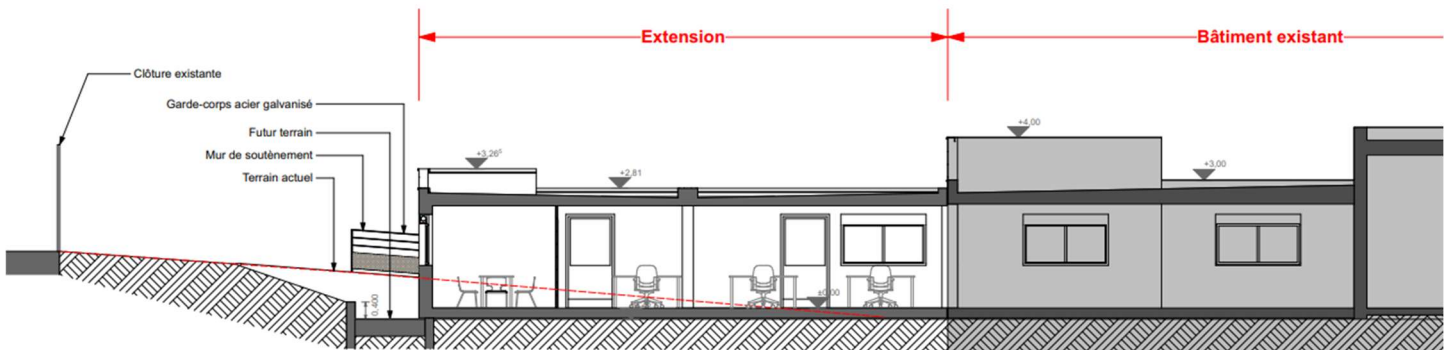 Extension
Bâtiment existant
Clôture existante
Garde-corps acier galvanisé
Futur terrain
Mur de soutènement
Terrain actuel
+4,00
+3,26⁵
+2,81
+3,00
±0,00
0,400